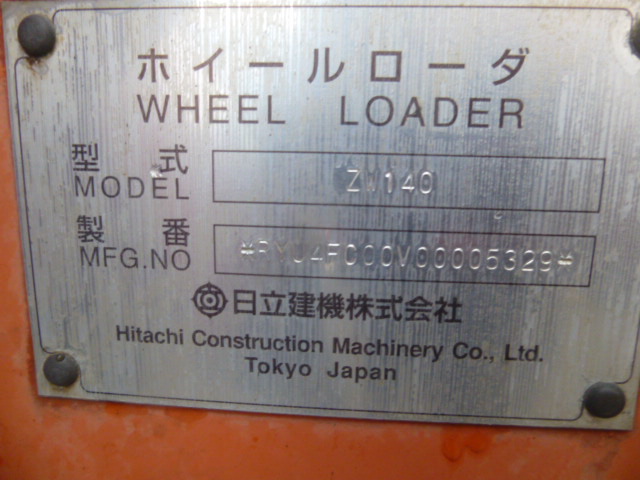 ホイールローダ
WHEEL LOADER
型式
MODEL ZW140
製番
MFG.NO
日立建機株式会社
Hitachi Construction Machinery Co., Ltd.
Tokyo Japan